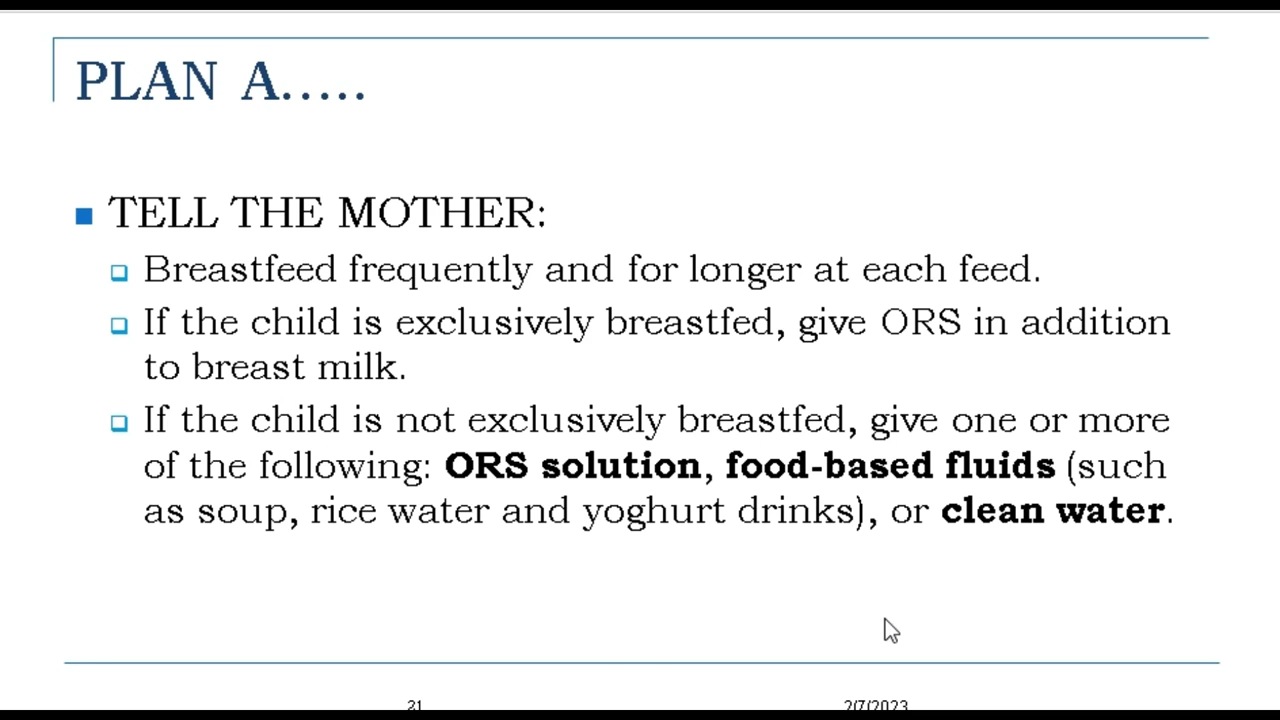 PLAN A.....
TELL THE MOTHER:
Breastfeed frequently and for longer at each feed.
If the child is exclusively breastfed, give ORS in addition
to breast milk.
If the child is not exclusively breastfed, give one or more
of the following: ORS solution, food-based fluids (such
as soup, rice water and yoghurt drinks), or clean water.
31 2/7/2023